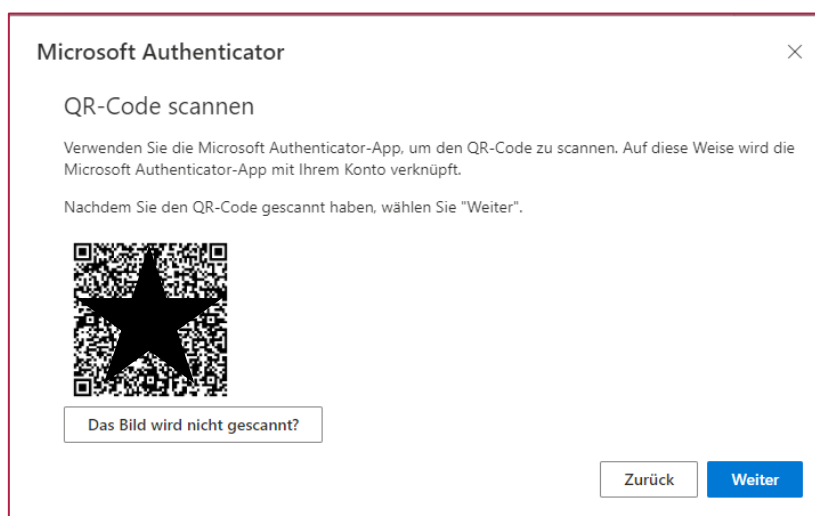 Microsoft Authenticator
QR-Code scannen
Verwenden Sie die Microsoft Authenticator-App, um den QR-Code zu scannen. Auf diese Weise wird die
Microsoft Authenticator-App mit Ihrem Konto verknüpft.
Nachdem Sie den QR-Code gescannt haben, wählen Sie "Weiter".
Das Bild wird nicht gescannt?
Zurück
Weiter